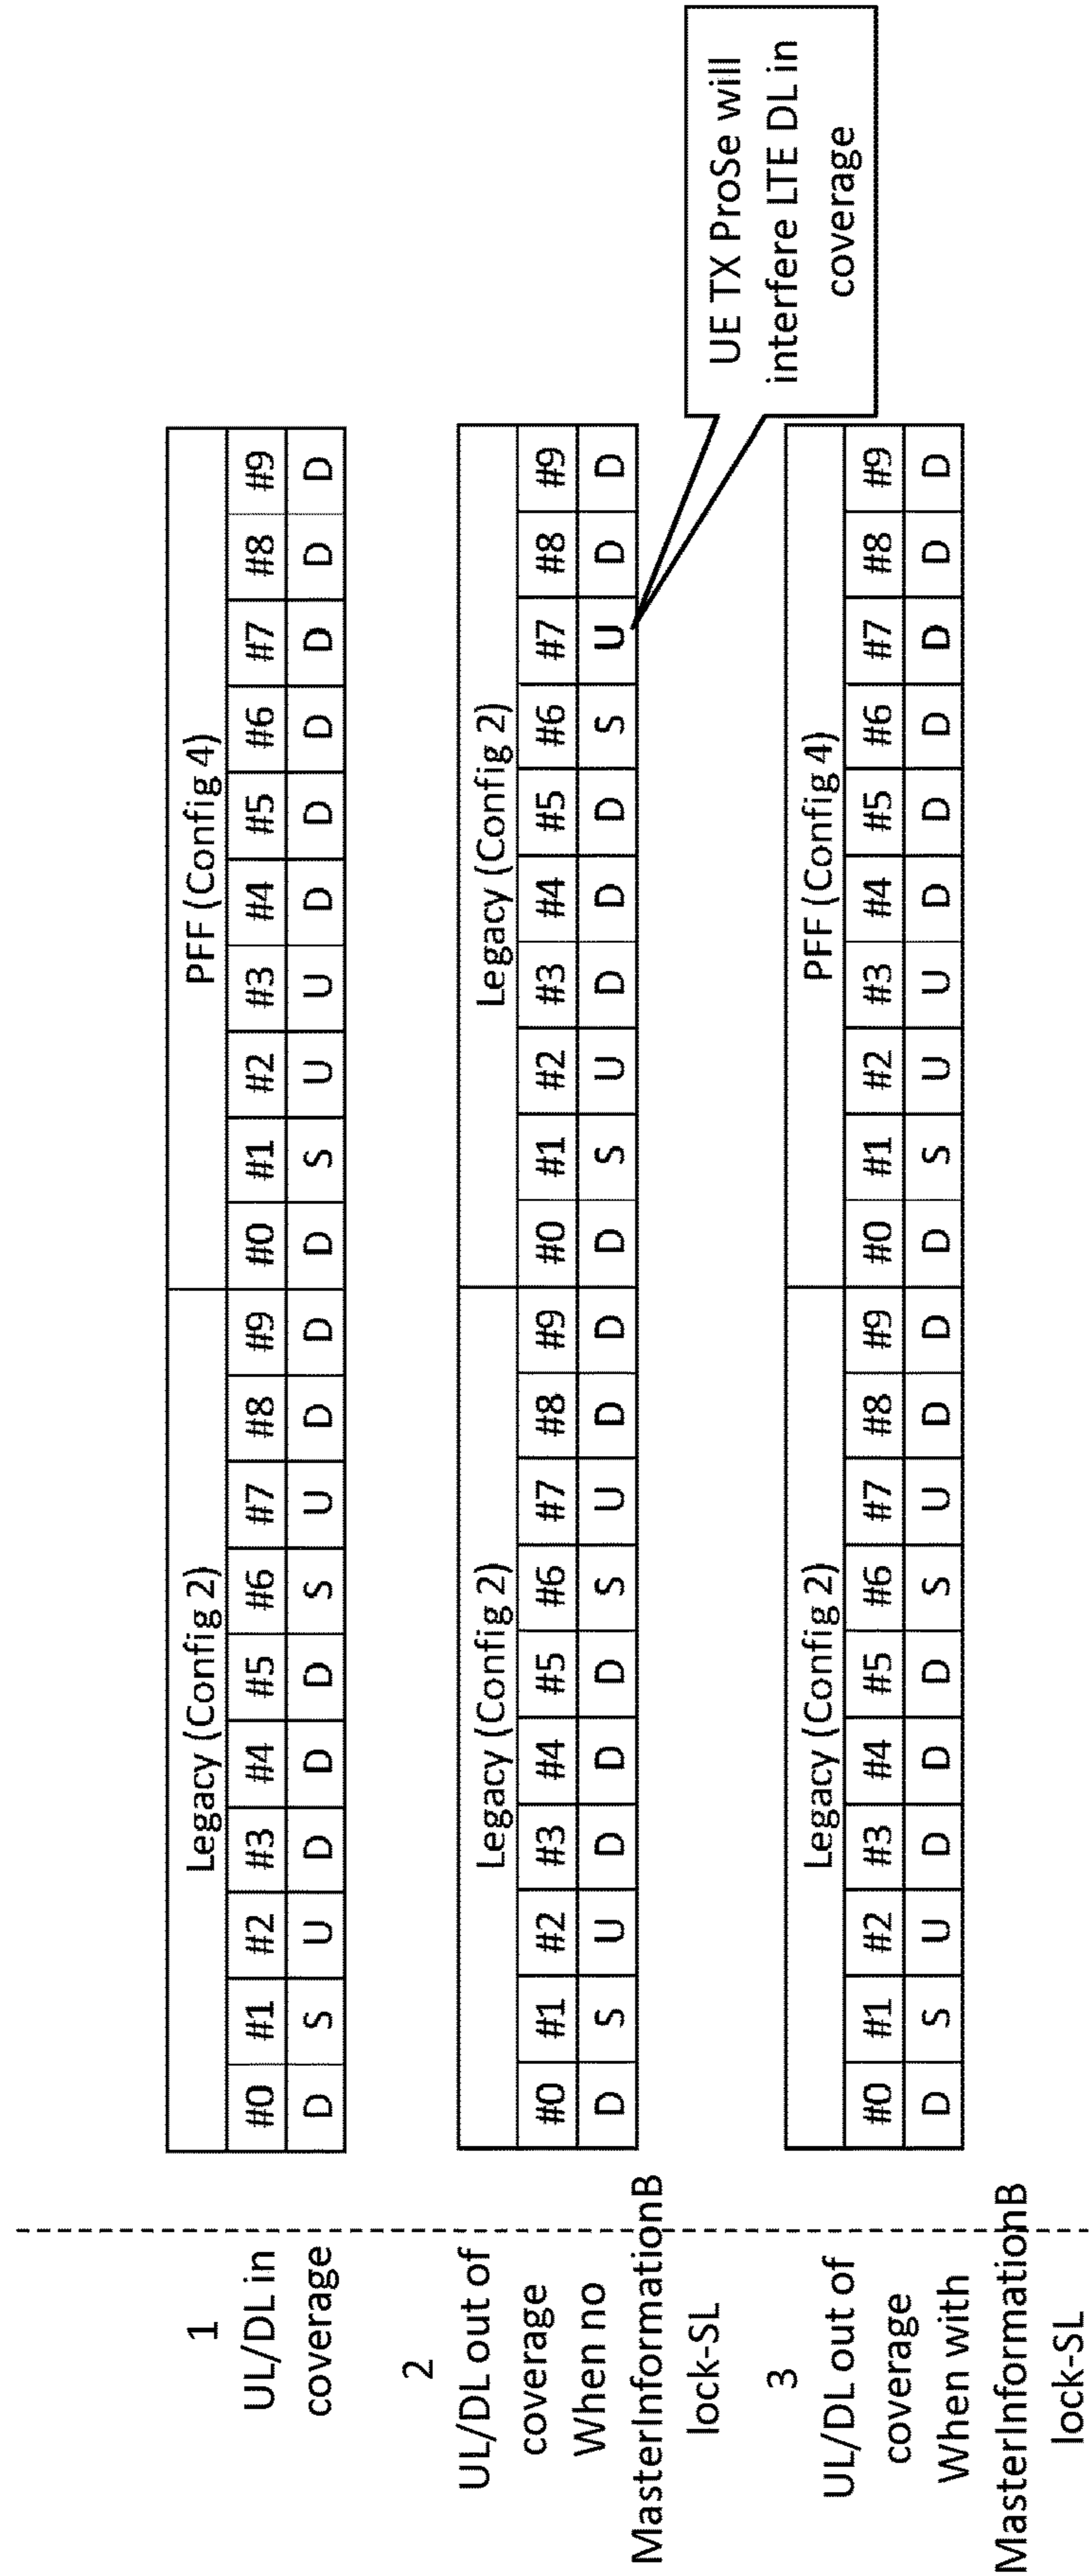 1
UL/DL in
coverage
Legacy (Config 2) PFF (Config 4)
#0 #1 #2 #3 #4 #5 #6 #7 #8 #9 #0 #1 #2 #3 #4 #5 #6 #7 #8 #9
D S U D D D S U D D D S U U D D D D D D
2
UL/DL out of
coverage
When no
MasterInformationB
lock-SL
Legacy (Config 2) Legacy (Config 2)
#0 #1 #2 #3 #4 #5 #6 #7 #8 #9 #0 #1 #2 #3 #4 #5 #6 #7 #8 #9
D S U D D D S U D D D S U D D D S U D D
UE TX ProSe will
interfere LTE DL in
coverage
3
UL/DL out of
coverage
When with
MasterInformationB
lock-SL
Legacy (Config 2) PFF (Config 4)
#0 #1 #2 #3 #4 #5 #6 #7 #8 #9 #0 #1 #2 #3 #4 #5 #6 #7 #8 #9
D S U D D D S U D D D S U U D D D D D D